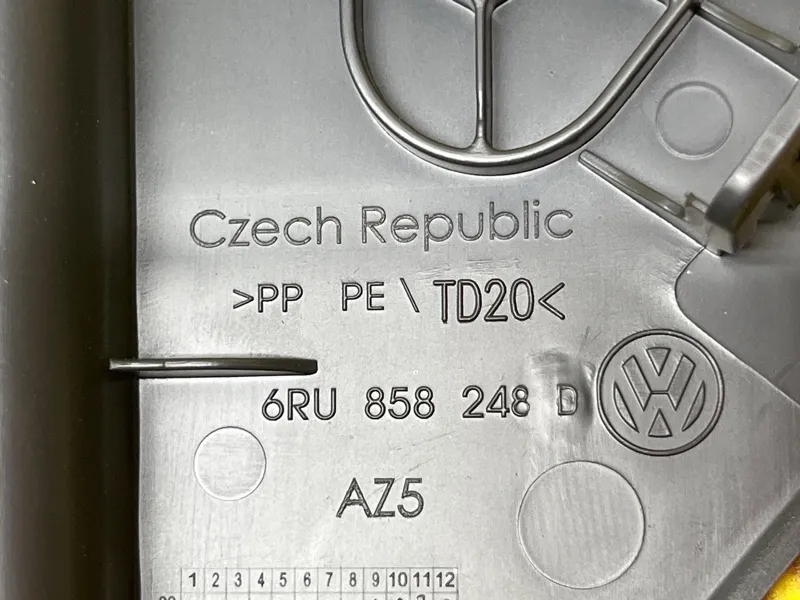 Czech Republic
>PP PE \ TD20<
6RU 858 248 D
AZ5
1 2 3 4 5 6 7 8 9 10 11 12